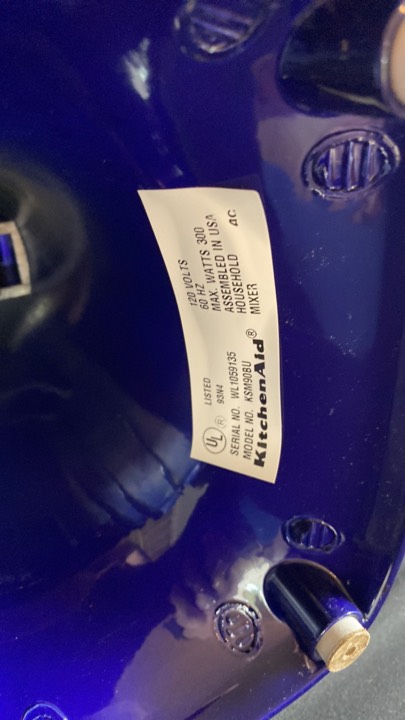 120 VOLTS
60 HZ
MAX. WATTS 300
ASSEMBLED IN USA
HOUSEHOLD AC
MIXER
UL ® LISTED
93N4
SERIAL NO. WL1059135
MODEL NO. KSM90BU
KitchenAid®